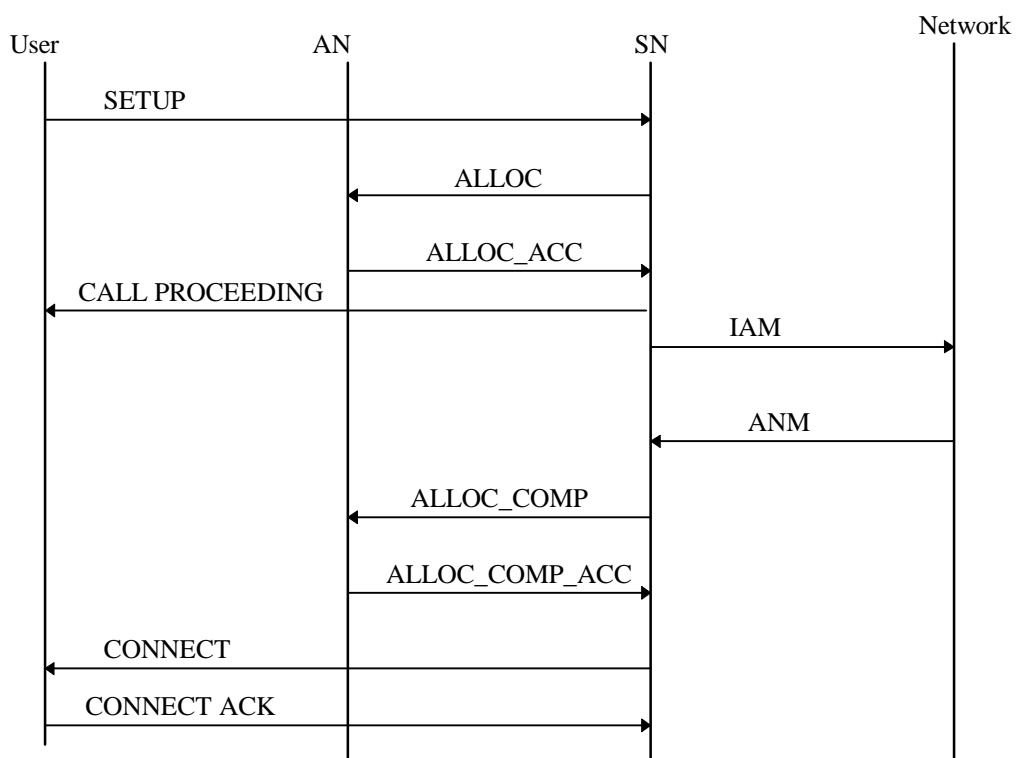 Network
User
AN
SN
SETUP
ALLOC
ALLOC_ACC
CALL PROCEEDING
IAM
ANM
ALLOC_COMP
ALLOC_COMP_ACC
CONNECT
CONNECT ACK